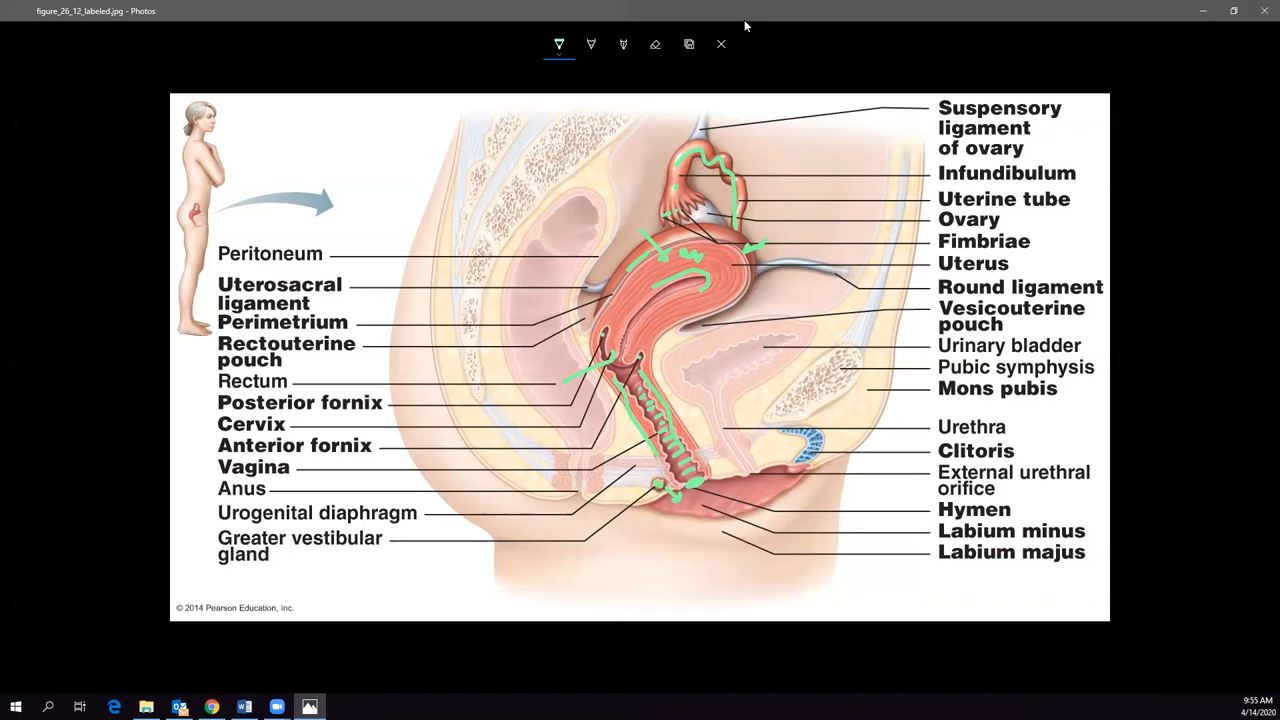 figure_26_12_labeled.jpg - Photos
Suspensory
ligament
of ovary
Infundibulum
Uterine tube
Ovary
Fimbriae
Uterus
Round ligament
Vesicouterine
pouch
Urinary bladder
Pubic symphysis
Mons pubis
Urethra
Clitoris
External urethral
orifice
Hymen
Labium minus
Labium majus
Peritoneum
Uterosacral
ligament
Perimetrium
Rectouterine
pouch
Rectum
Posterior fornix
Cervix
Anterior fornix
Vagina
Anus
Urogenital diaphragm
Greater vestibular
gland
© 2014 Pearson Education, Inc.
9:55 AM
4/14/2020